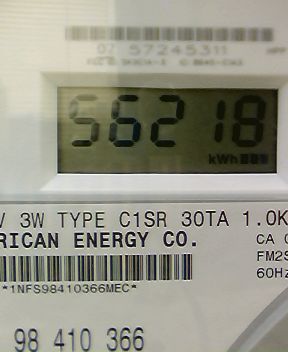 07 57245311
56218
kWh
V 3W TYPE C1SR 30TA 1.0K
RICAN ENERGY CO.
CA
FM2S
60Hz
*1NFS98410366MEC*
98 410 366